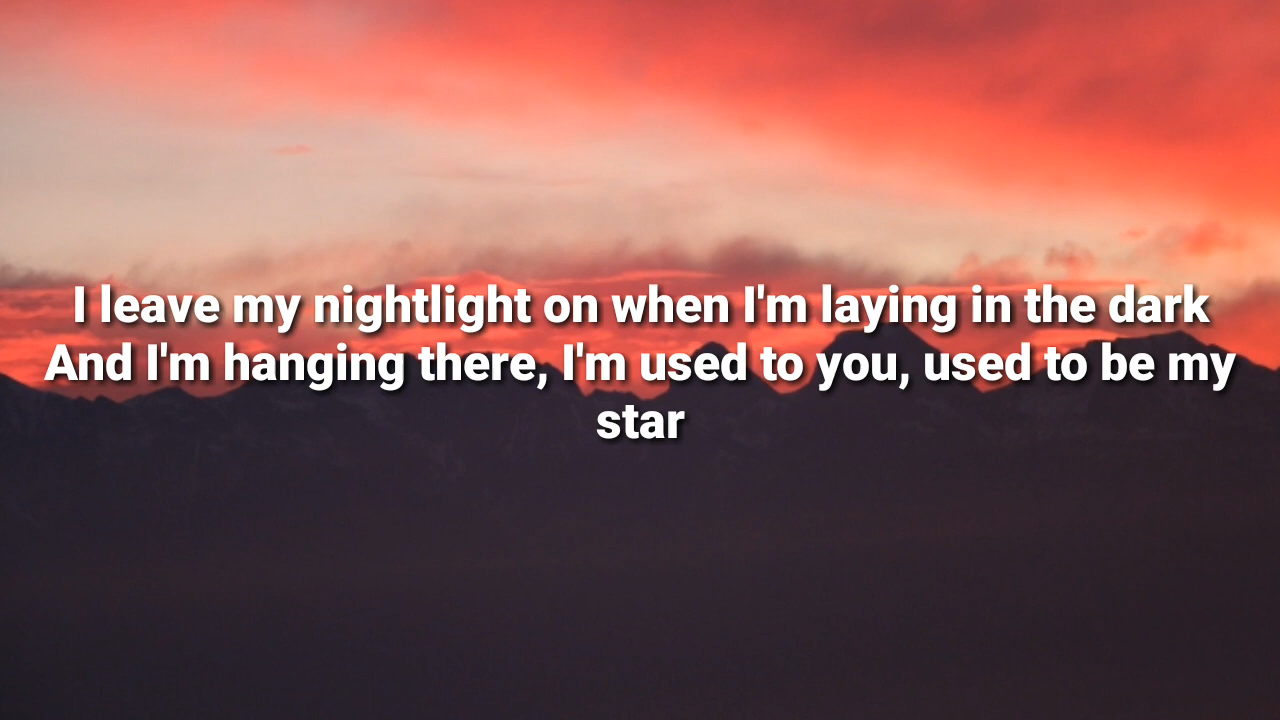 I leave my nightlight on when I'm laying in the dark
And I'm hanging there, I'm used to you, used to be my
star